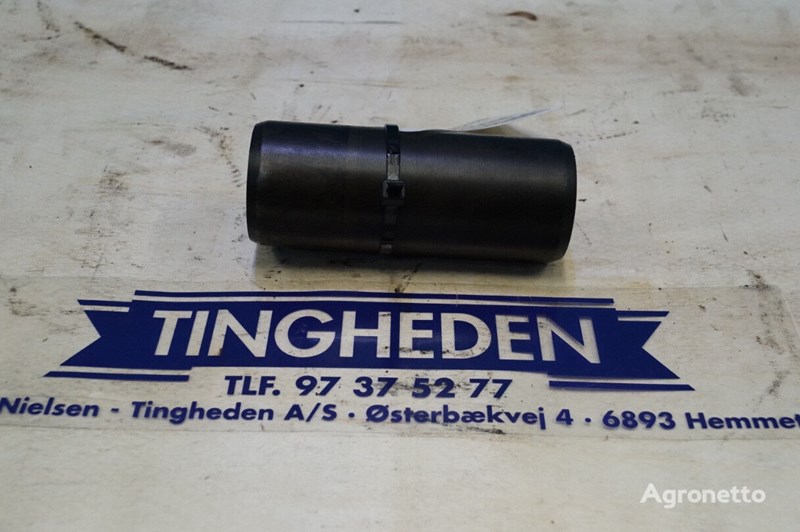 TINGHEDEN
TLF. 97 37 52 77
Nielsen - Tingheden A/S · Østerbækvej 4 · 6893 Hemmet
Agronetto